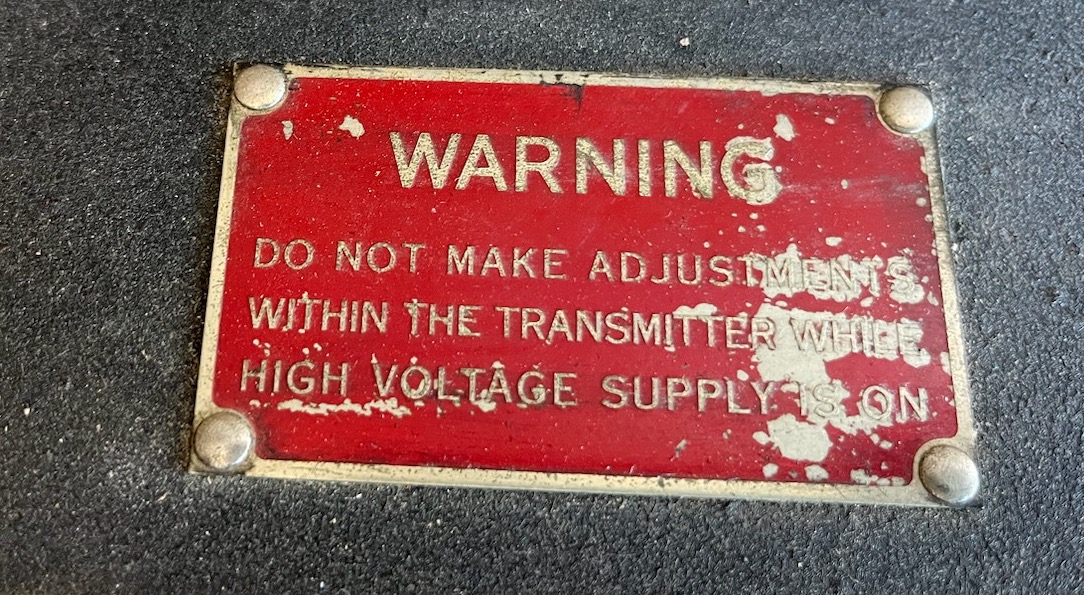 WARNING
DO NOT MAKE ADJUSTMENTS
WITHIN THE TRANSMITTER WHILE
HIGH VOLTAGE SUPPLY IS ON